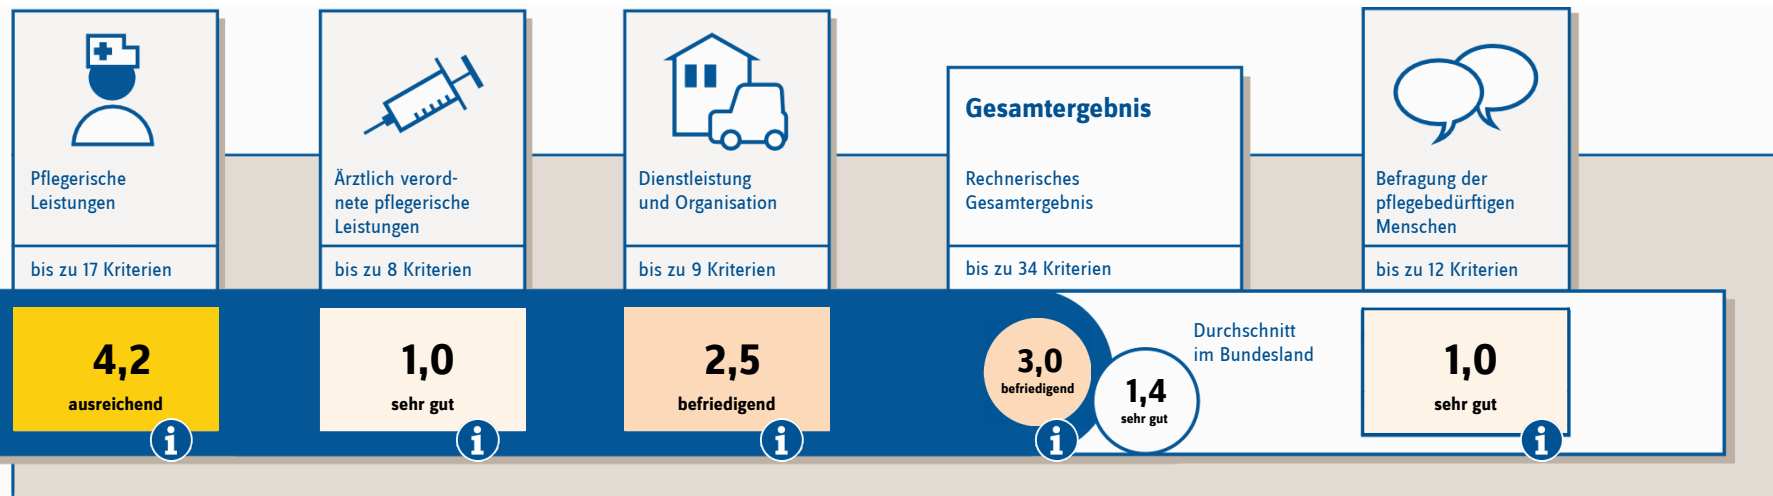 Pflegerische
Leistungen
bis zu 17 Kriterien
4,2
ausreichend
i
Ärztlich verord-
nete pflegerische
Leistungen
bis zu 8 Kriterien
1,0
sehr gut
i
Dienstleistung
und Organisation
bis zu 9 Kriterien
2,5
befriedigend
i
Gesamtergebnis
Rechnerisches
Gesamtergebnis
bis zu 34 Kriterien
3,0
befriedigend
i
Durchschnitt
im Bundesland
1,4
sehr gut
Befragung der
pflegebedürftigen
Menschen
bis zu 12 Kriterien
1,0
sehr gut
i